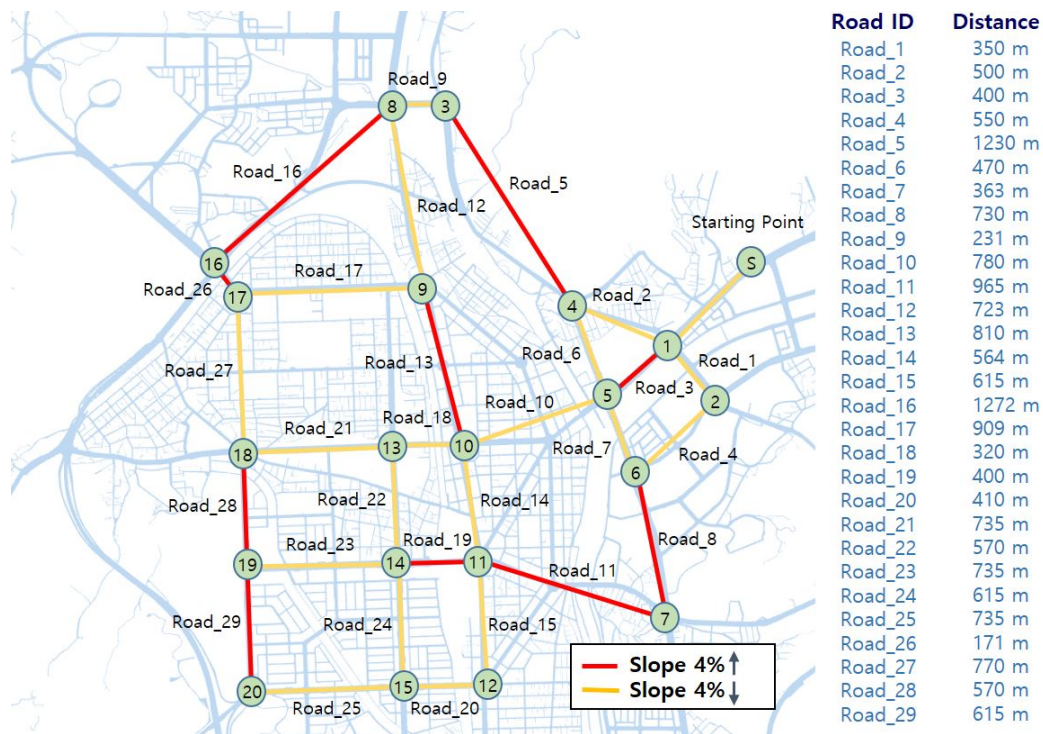 Road ID Distance
Road_1 350 m
Road_2 500 m
Road_3 400 m
Road_4 550 m
Road_5 1230 m
Road_6 470 m
Road_7 363 m
Road_8 730 m
Road_9 231 m
Road_10 780 m
Road_11 965 m
Road_12 723 m
Road_13 810 m
Road_14 564 m
Road_15 615 m
Road_16 1272 m
Road_17 909 m
Road_18 320 m
Road_19 400 m
Road_20 410 m
Road_21 735 m
Road_22 570 m
Road_23 735 m
Road_24 615 m
Road_25 735 m
Road_26 171 m
Road_27 770 m
Road_28 570 m
Road_29 615 m
Road_9
8
3
Road_16
Road_5
Road_12
Starting Point
S
16
Road_26
17
Road_17
9
4
Road_2
1
Road_6
Road_1
Road_3
5
2
Road_27
Road_13
Road_10
Road_18
Road_21
13
10
18
Road_7
Road_4
6
Road_28
Road_22
Road_14
Road_19
Road_23
19
14
11
Road_8
Road_11
7
Road_29
Road_24
Road_15
20
15
12
Road_25
Road_20
Slope 4%
Slope 4%